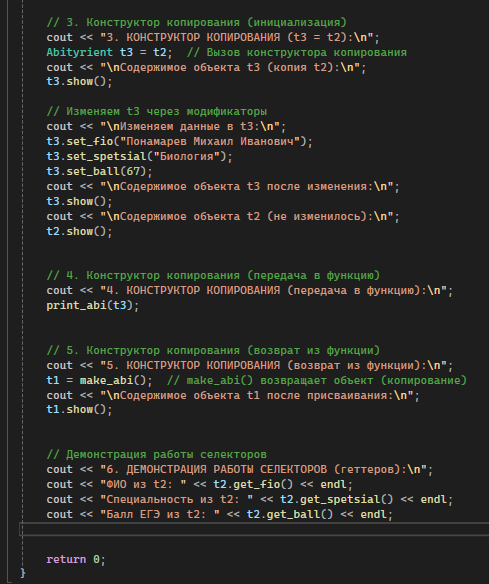 // 3. Конструктор копирования (инициализация)
cout << "3. КОНСТРУКТОР КОПИРОВАНИЯ (t3 = t2):\n";
Abityrient t3 = t2;  // Вызов конструктора копирования
cout << "\nСодержимое объекта t3 (копия t2):\n";
t3.show();
// Изменяем t3 через модификаторы
cout << "\nИзменяем данные в t3:\n";
t3.set_fio("Понамарев Михаил Иванович");
t3.set_spetsial("Биология");
t3.set_ball(67);
cout << "\nСодержимое объекта t3 после изменения:\n";
t3.show();
cout << "\nСодержимое объекта t2 (не изменилось):\n";
t2.show();
// 4. Конструктор копирования (передача в функцию)
cout << "4. КОНСТРУКТОР КОПИРОВАНИЯ (передача в функцию):\n";
print_abi(t3);
// 5. Конструктор копирования (возврат из функции)
cout << "5. КОНСТРУКТОР КОПИРОВАНИЯ (возврат из функции):\n";
t1 = make_abi();  // make_abi() возвращает объект (копирование)
cout << "\nСодержимое объекта t1 после присваивания:\n";
t1.show();
// Демонстрация работы селекторов
cout << "6. ДЕМОНСТРАЦИЯ РАБОТЫ СЕЛЕКТОРОВ (геттеров):\n";
cout << "ФИО из t2: " << t2.get_fio() << endl;
cout << "Специальность из t2: " << t2.get_spetsial() << endl;
cout << "Балл ЕГЭ из t2: " << t2.get_ball() << endl;
return 0;
}